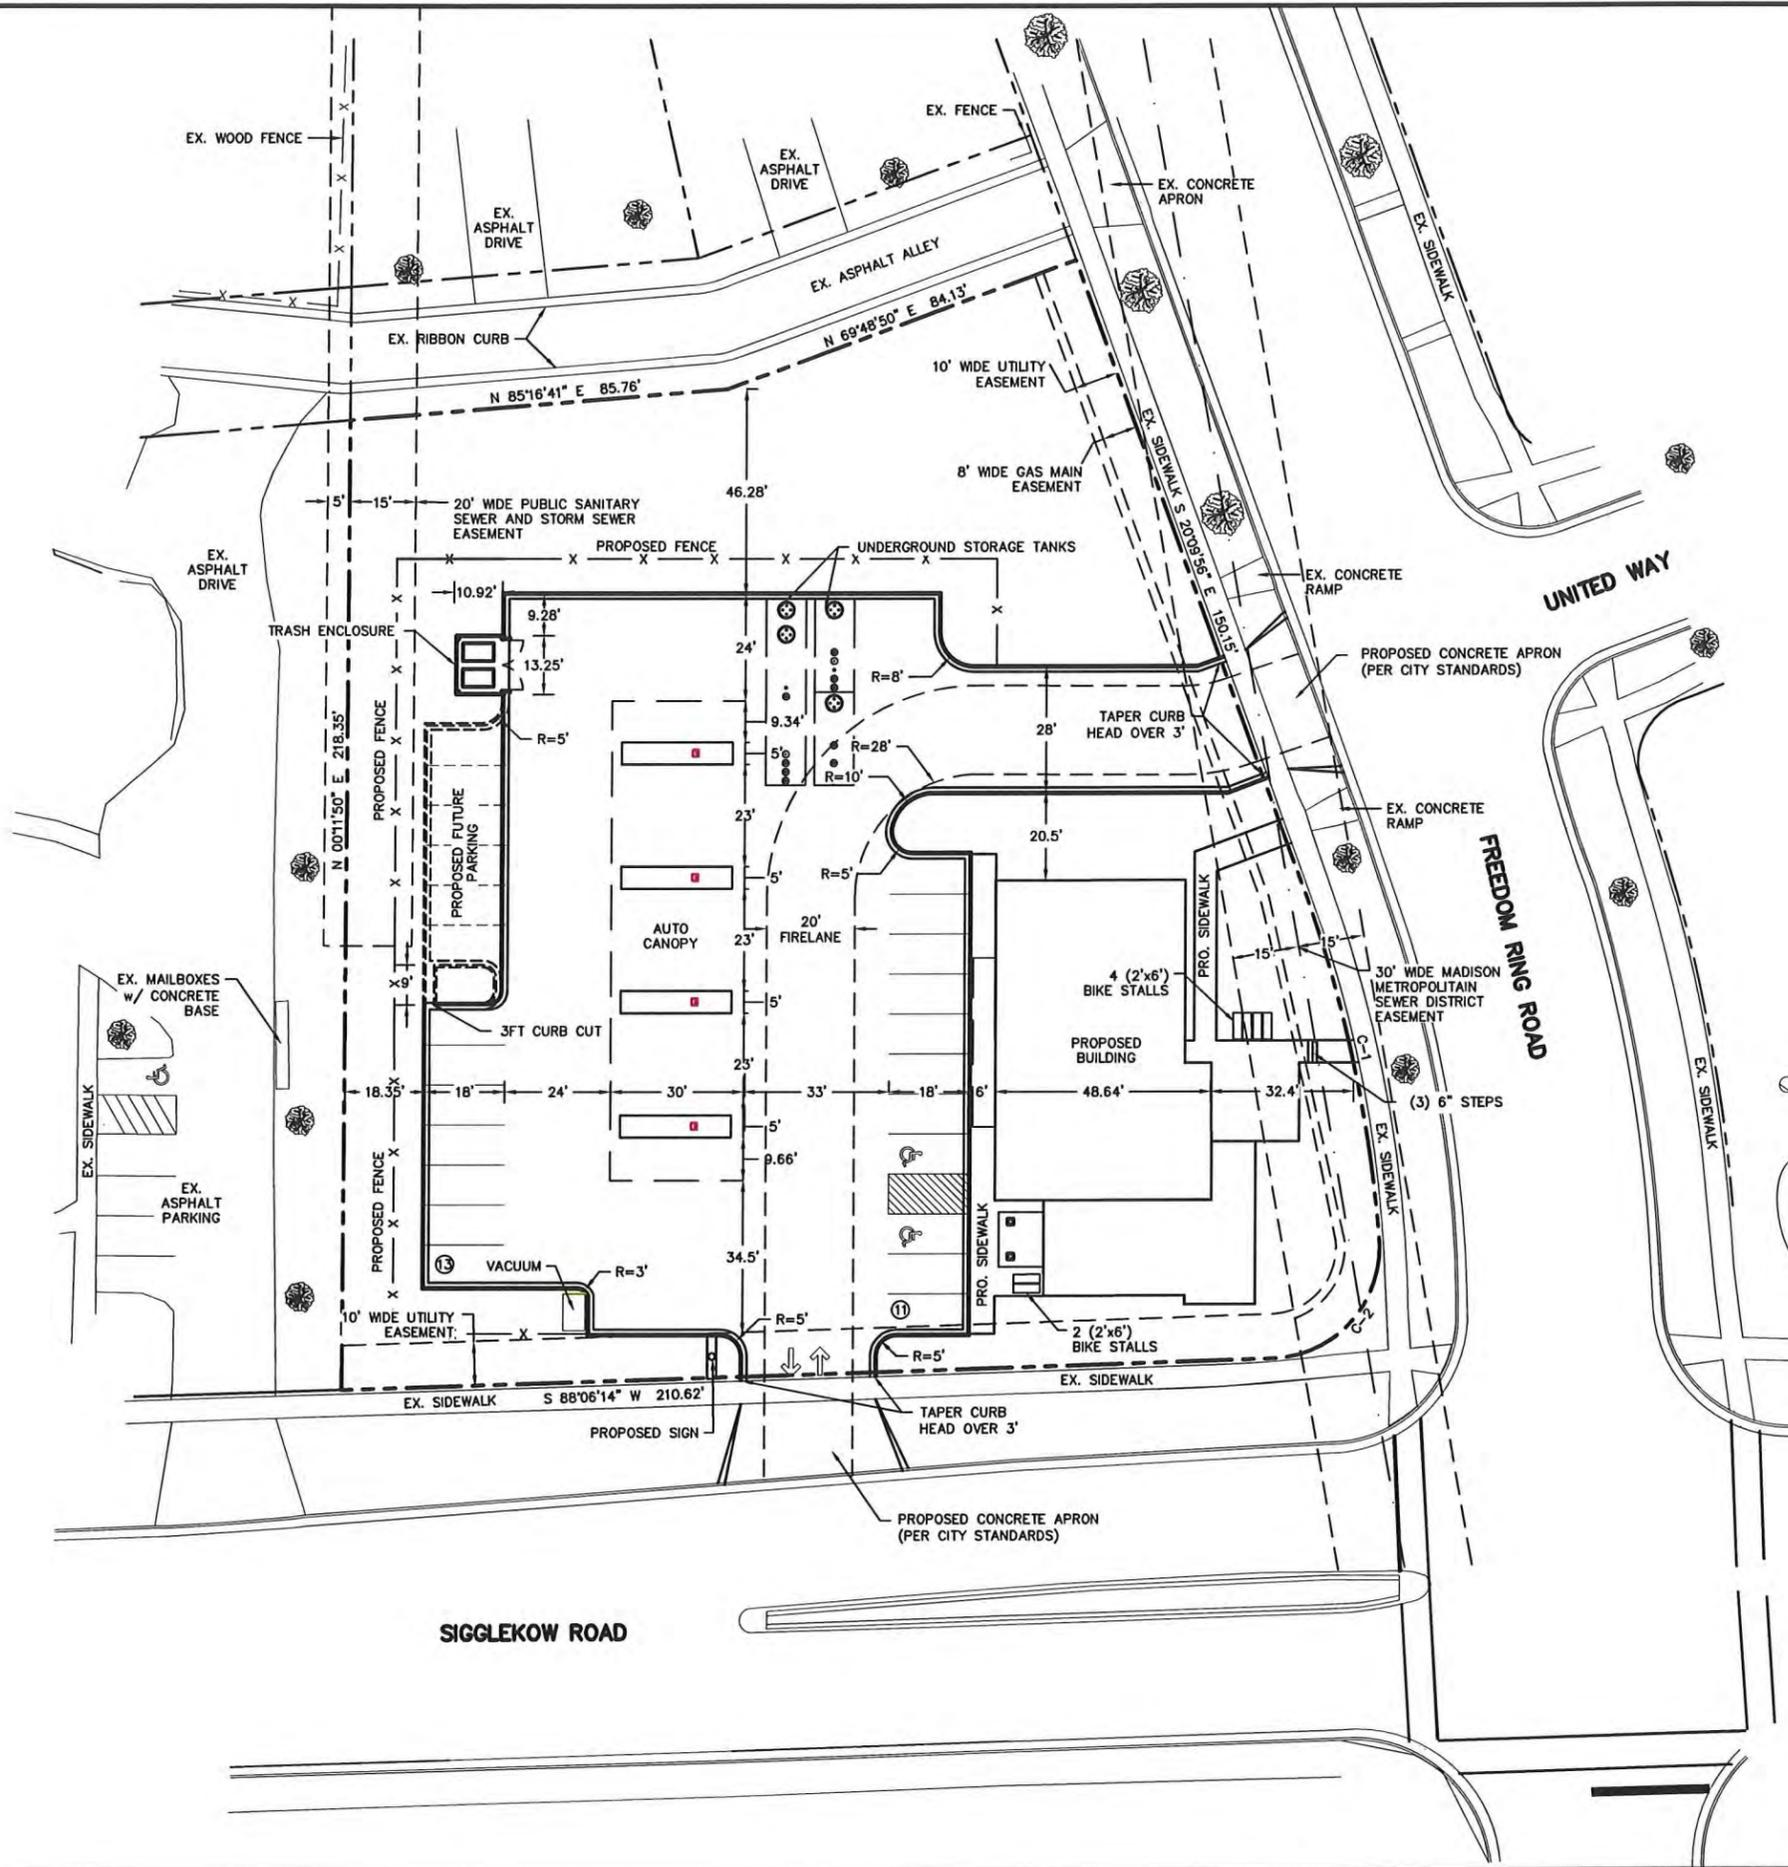 EX. WOOD FENCE
EX. FENCE
EX.
ASPHALT
DRIVE
EX.
ASPHALT
DRIVE
EX. CONCRETE
APRON
EX. SIDEWALK
EX. ASPHALT ALLEY
EX. RIBBON CURB
N 69°48'50" E 84.13'
N 85°16'41" E 85.76'
10' WIDE UTILITY
EASEMENT
8' WIDE GAS MAIN
EASEMENT
EX. SIDEWALK
S 20°09'56" E 150.15'
5'
15'
20' WIDE PUBLIC SANITARY
SEWER AND STORM SEWER
EASEMENT
46.28'
PROPOSED FENCE
UNDERGROUND STORAGE TANKS
EX.
ASPHALT
DRIVE
EX. CONCRETE
RAMP
UNITED WAY
10.92'
9.28'
TRASH ENCLOSURE
13.25'
24'
R=8'
PROPOSED CONCRETE APRON
(PER CITY STANDARDS)
N 00°11'50" E 218.35'
PROPOSED FENCE
R=5'
9.34'
TAPER CURB
HEAD OVER 3'
28'
5'
R=28'
R=10'
PROPOSED FUTURE
PARKING
23'
EX. CONCRETE
RAMP
20.5'
FREEDOM RING ROAD
5'
R=5'
AUTO
CANOPY
20'
FIRELANE
23'
PRO. SIDEWALK
15'
15'
30' WIDE MADISON
METROPOLITAIN
SEWER DISTRICT
EASEMENT
4 (2'x6')
BIKE STALLS
EX. MAILBOXES
w/ CONCRETE
BASE
9'
5'
3FT CURB CUT
23'
PROPOSED
BUILDING
C-1
EX. SIDEWALK
18.35'
18'
24'
30'
33'
18'
6'
48.64'
32.4'
(3) 6" STEPS
EX. SIDEWALK
5'
9.66'
EX. SIDEWALK
EX.
ASPHALT
PARKING
PROPOSED FENCE
PRO. SIDEWALK
34.5'
13
VACUUM
R=3'
11
10' WIDE UTILITY
EASEMENT
R=5'
C-2
2 (2'x6')
BIKE STALLS
R=5'
EX. SIDEWALK
S 88°06'14" W 210.62'
EX. SIDEWALK
PROPOSED SIGN
TAPER CURB
HEAD OVER 3'
PROPOSED CONCRETE APRON
(PER CITY STANDARDS)
SIGGLEKOW ROAD